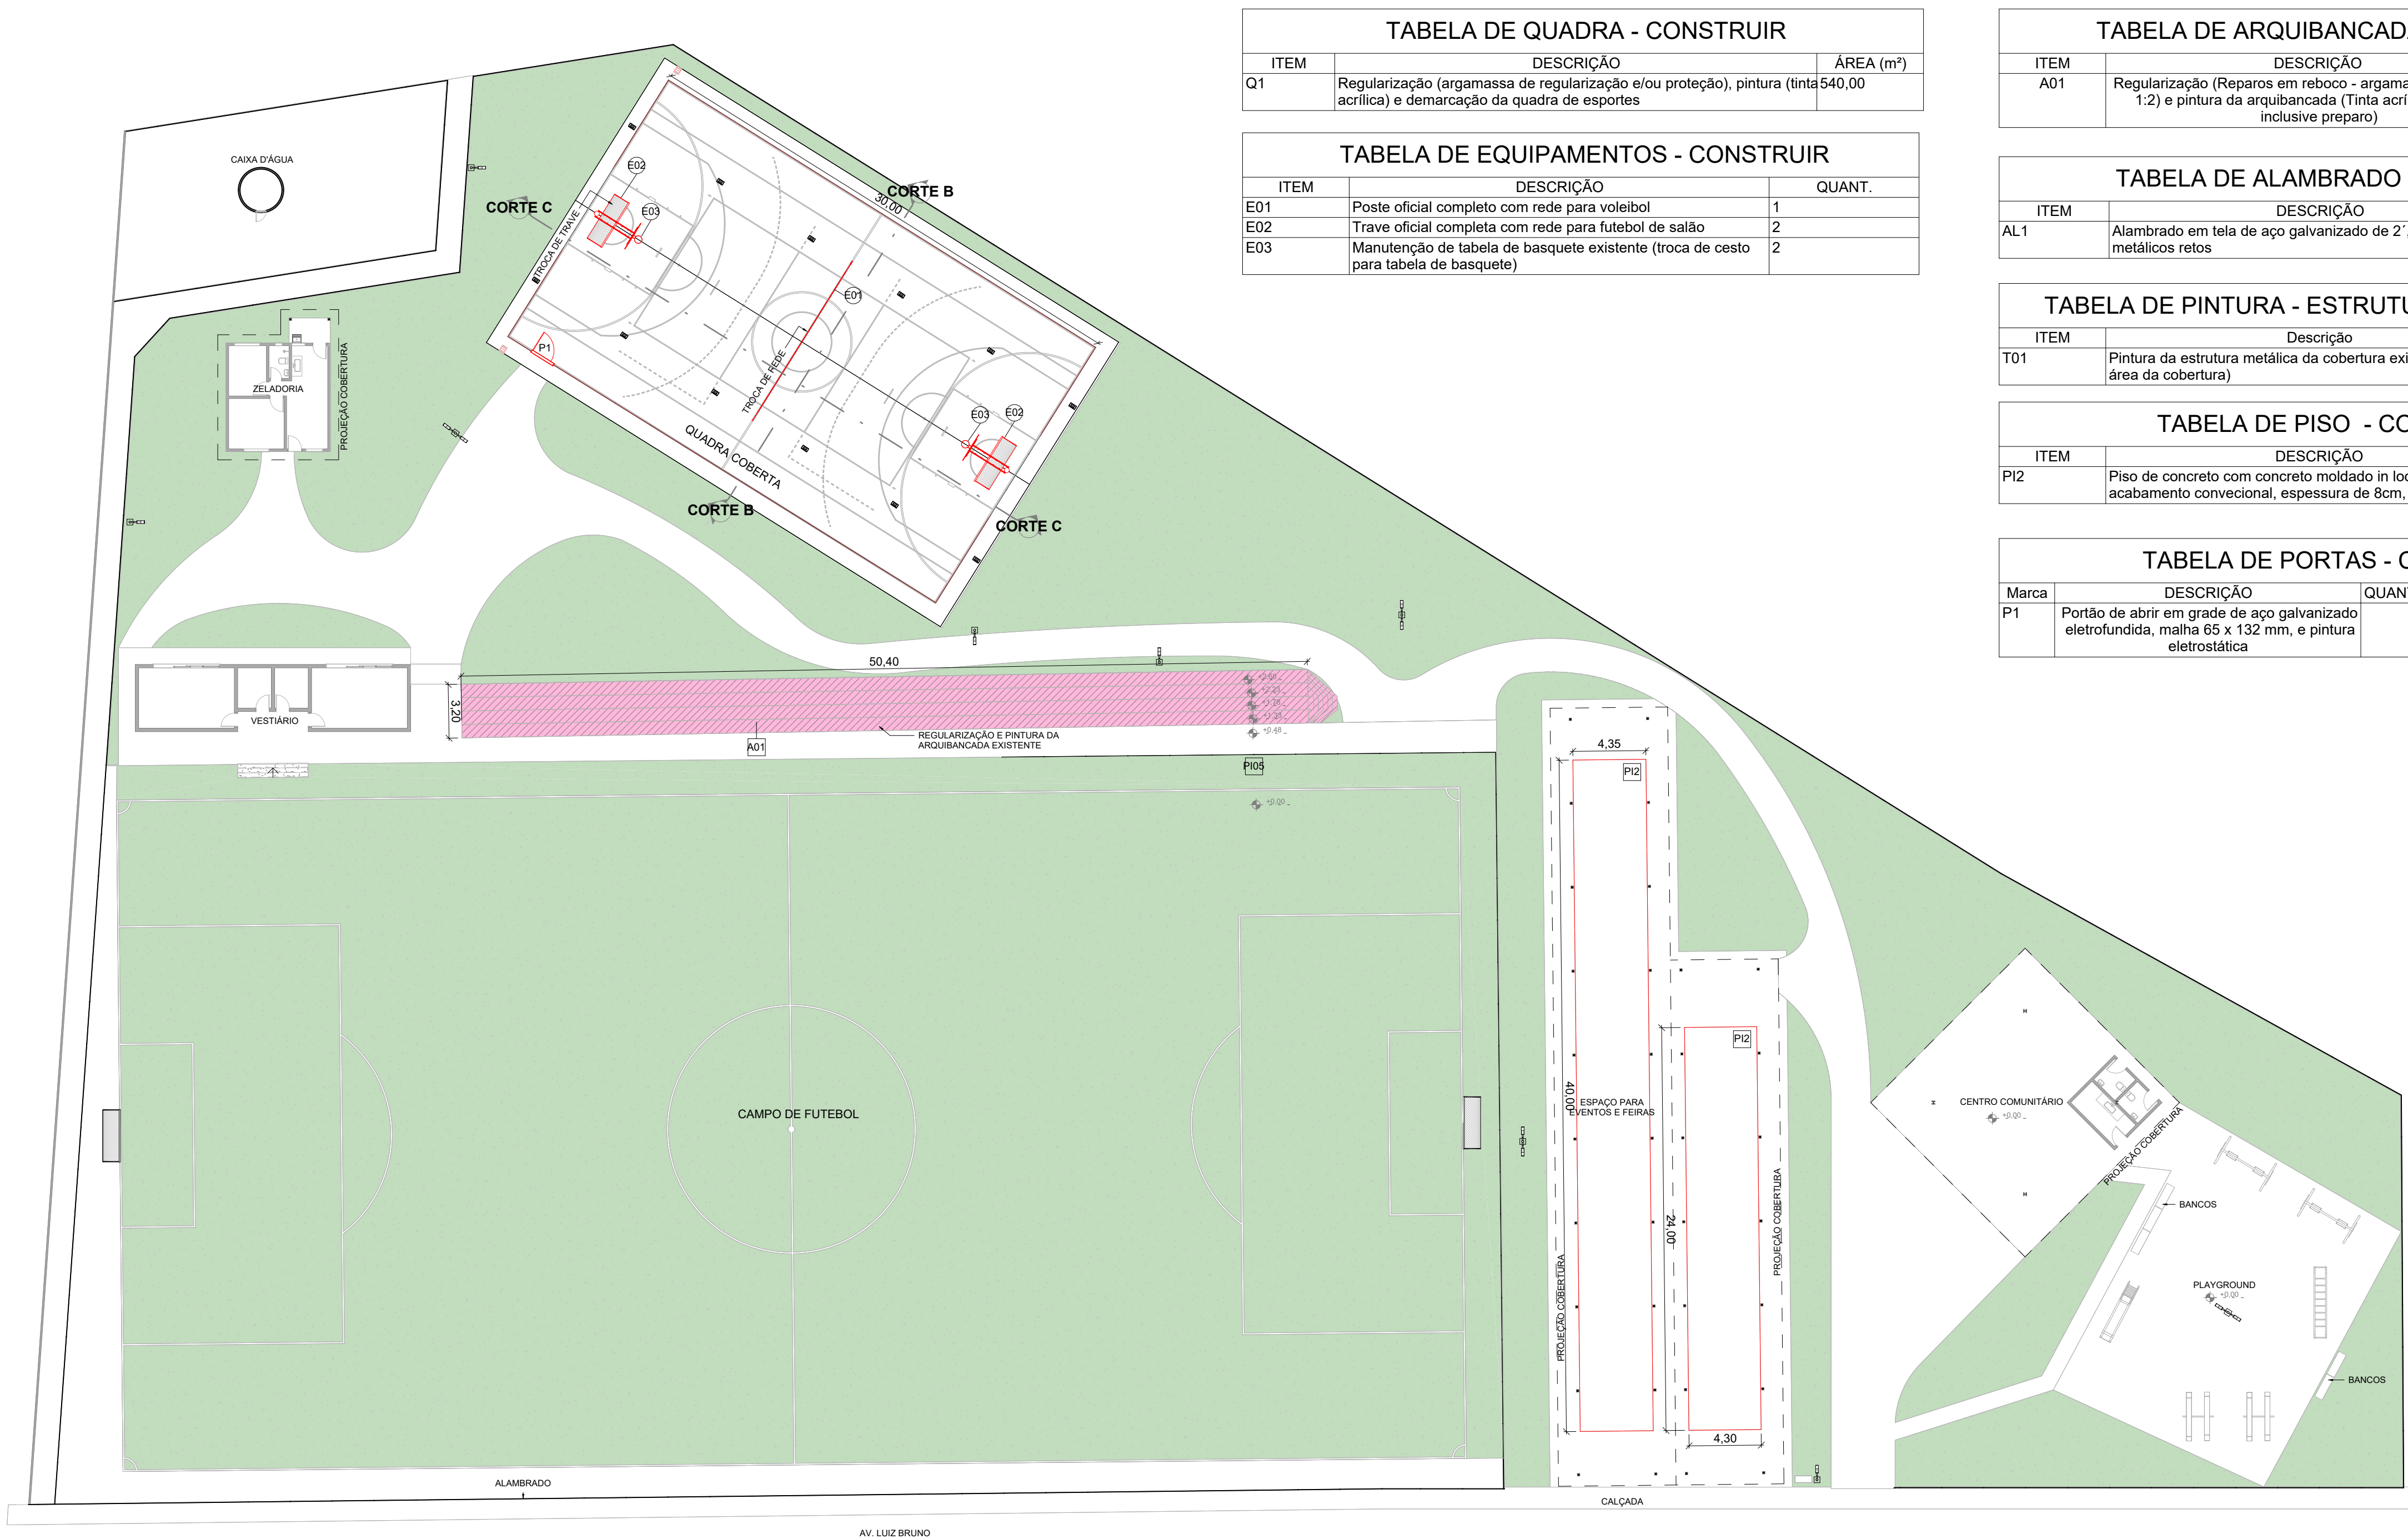 TABELA DE QUADRA - CONSTRUIR
ITEM DESCRIÇÃO ÁREA (m²)
Q1 Regularização (argamassa de regularização e/ou proteção), pintura (tinta 540,00
acrílica) e demarcação da quadra de esportes
TABELA DE EQUIPAMENTOS - CONSTRUIR
ITEM DESCRIÇÃO QUANT.
E01 Poste oficial completo com rede para voleibol 1
E02 Trave oficial completa com rede para futebol de salão 2
E03 Manutenção de tabela de basquete existente (troca de cesto 2
para tabela de basquete)
TABELA DE ARQUIBANCAD
ITEM DESCRIÇÃO
A01 Regularização (Reparos em reboco - argama
1:2) e pintura da arquibancada (Tinta acrí
inclusive preparo)
TABELA DE ALAMBRADO
ITEM DESCRIÇÃO
AL1 Alambrado em tela de aço galvanizado de 2´
metálicos retos
TABELA DE PINTURA - ESTRUTU
ITEM Descrição
T01 Pintura da estrutura metálica da cobertura exi
área da cobertura)
TABELA DE PISO - CO
ITEM DESCRIÇÃO
PI2 Piso de concreto com concreto moldado in loc
acabamento convecional, espessura de 8cm,
TABELA DE PORTAS - C
Marca DESCRIÇÃO QUAN
P1 Portão de abrir em grade de aço galvanizado
eletrofundida, malha 65 x 132 mm, e pintura
eletrostática
CAIXA D'ÁGUA
CORTE C
CORTE B
30,00
E02
E03
TROCA DE TRAVE
E01
P1
TROCA DE REDE
E03
E02
QUADRA COBERTA
CORTE B
CORTE C
ZELADORIA
PROJEÇÃO COBERTURA
50,40
3,20
VESTIÁRIO
A01
REGULARIZAÇÃO E PINTURA DA
ARQUIBANCADA EXISTENTE
+0,48
PI05
+0,00
4,35
PI2
PI2
40,00
ESPAÇO PARA
EVENTOS E FEIRAS
24,00
4,30
PROJEÇÃO COBERTURA
PROJEÇÃO COBERTURA
CAMPO DE FUTEBOL
CENTRO COMUNITÁRIO
+0,00
PROJEÇÃO COBERTURA
BANCOS
PLAYGROUND
+0,00
BANCOS
ALAMBRADO
CALÇADA
AV. LUIZ BRUNO